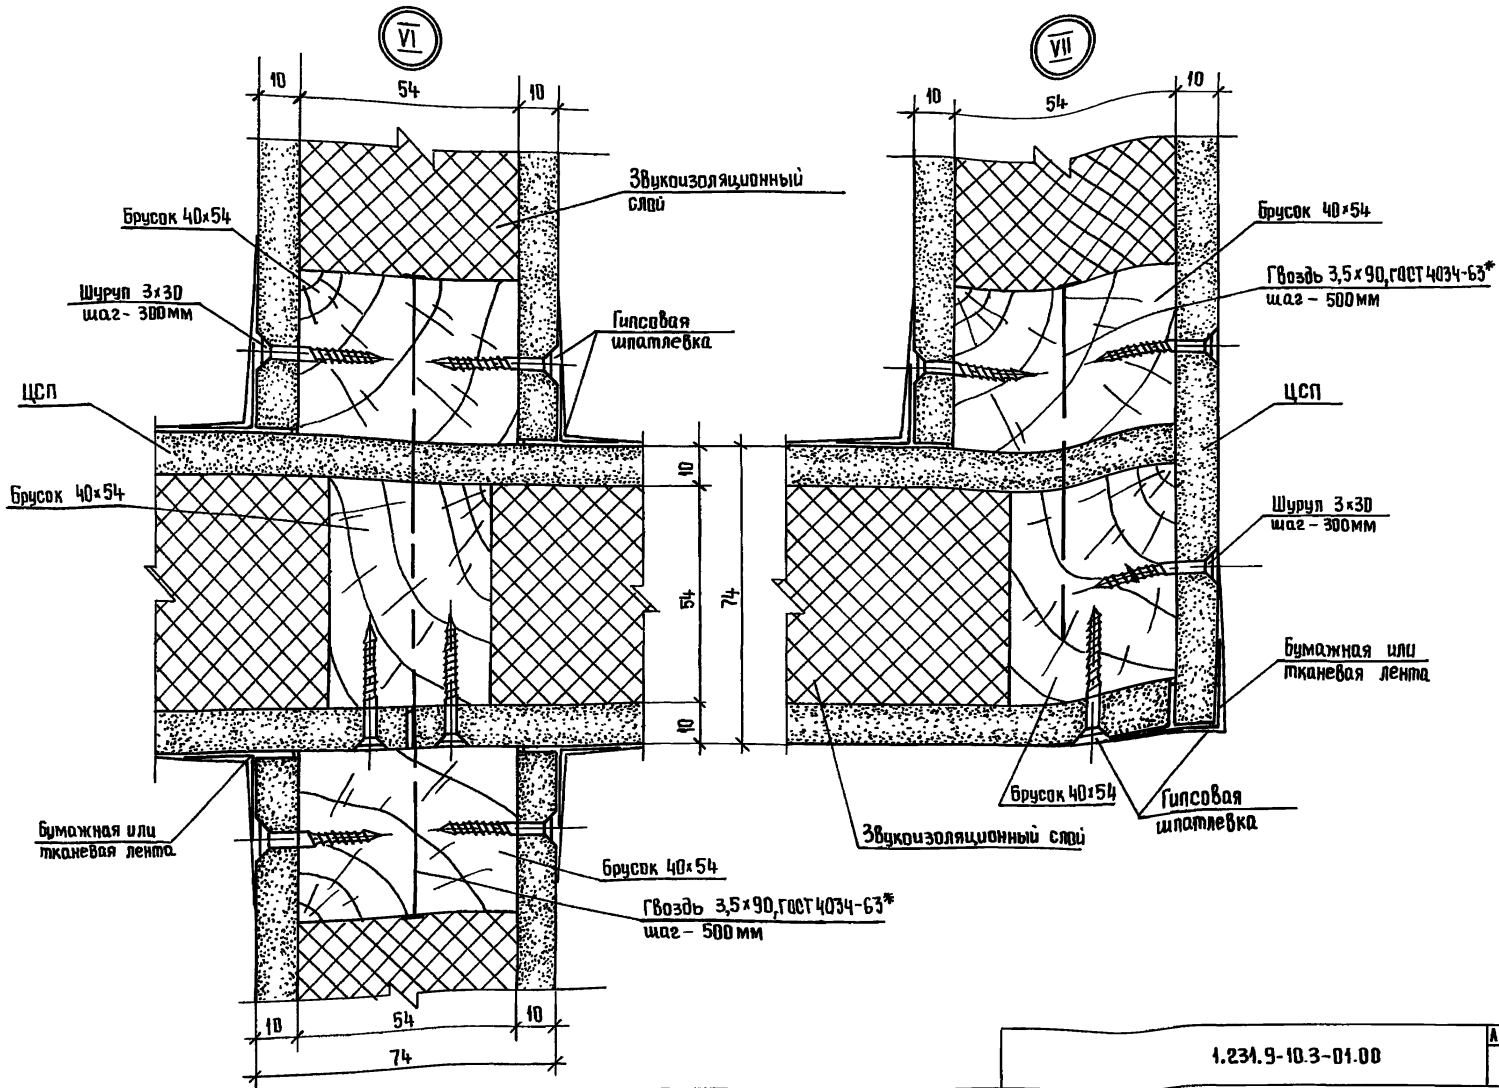 VI
10
54
10
Звукоизоляционный
слой
Брусок 40×54
Шуруп 3×30
шаг - 300мм
Гипсовая
шпатлевка
ЦСП
Брусок 40×54
10
54
10
74
Бумажная или
тканевая лента
Брусок 40×54
Гвоздь 3,5×90, ГОСТ 4034-63*
шаг - 500 мм
10
54
10
74
VII
10
54
10
Брусок 40×54
Гвоздь 3,5×90, ГОСТ 4034-63*
шаг - 500мм
ЦСП
Шуруп 3×30
шаг - 300мм
Бумажная или
тканевая лента
Брусок 40×54
Гипсовая
шпатлевка
Звукоизоляционный слой
1.231.9-10.3-01.00